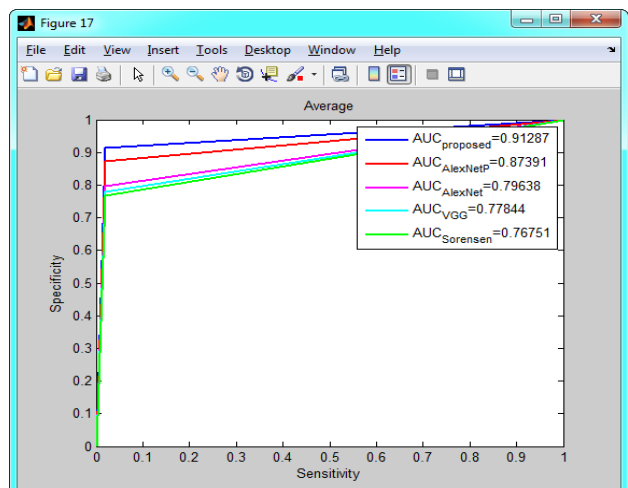 Figure 17
File Edit View Insert Tools Desktop Window Help
Average
AUCproposed=0.91287
AUCAlexNetP=0.87391
AUCAlexNet=0.79638
AUCVGG=0.77844
AUCSorensen=0.76751
1
0.9
0.8
0.7
0.6
0.5
0.4
0.3
0.2
0.1
0
Specificity
0 0.1 0.2 0.3 0.4 0.5 0.6 0.7 0.8 0.9 1
Sensitivity